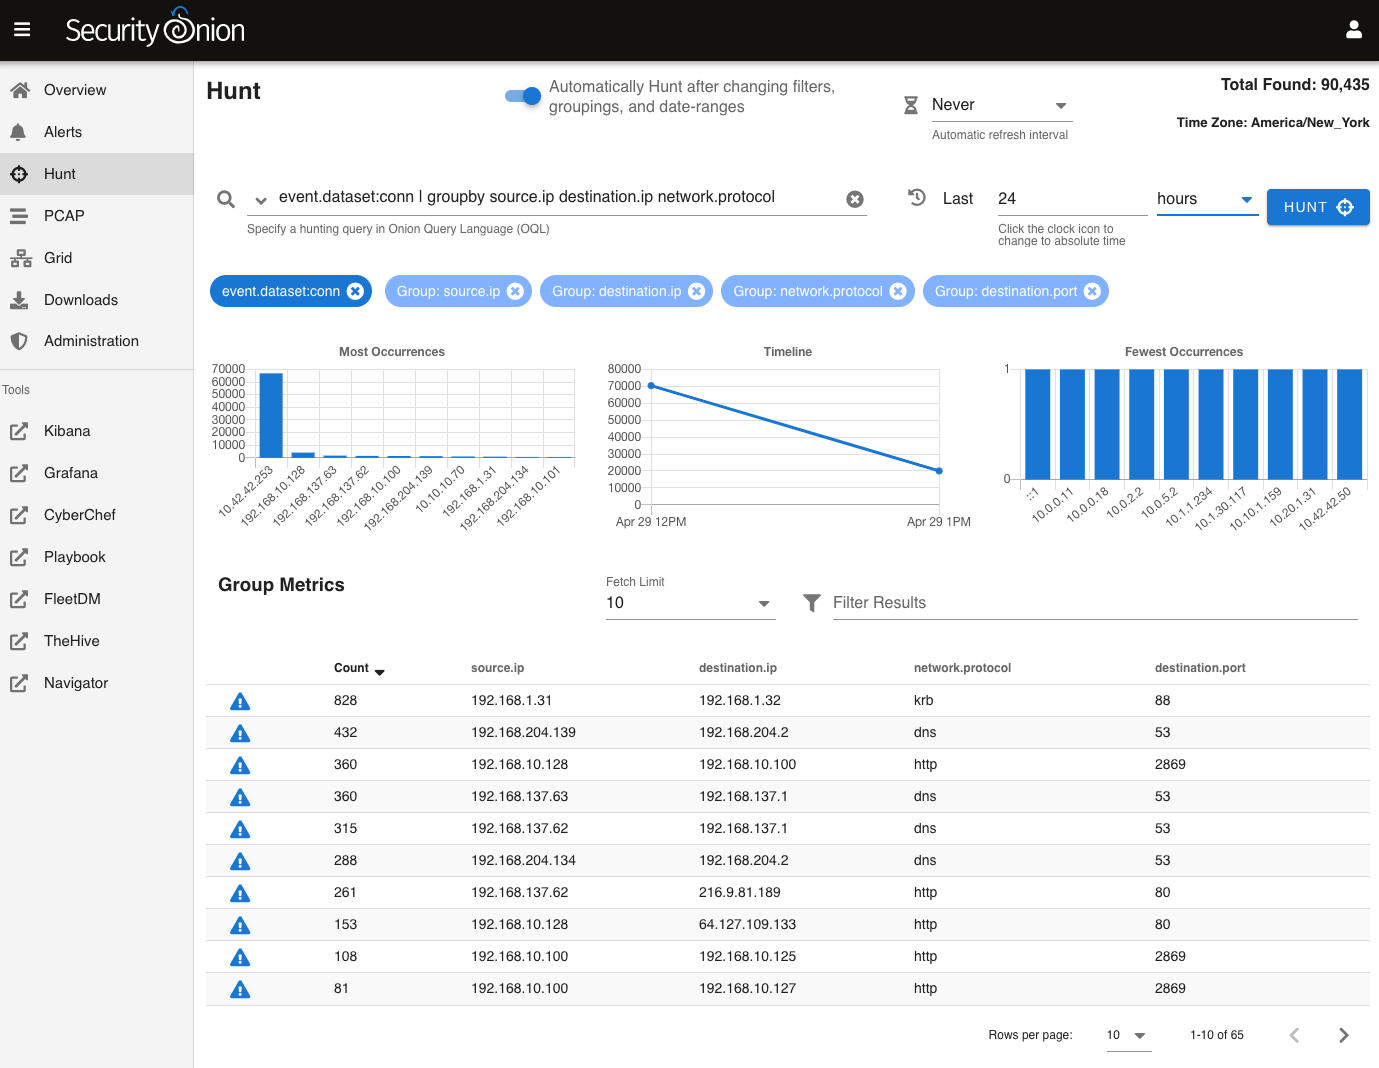 Security Onion
Overview
Alerts
Hunt
PCAP
Grid
Downloads
Administration
Tools
Kibana
Grafana
CyberChef
Playbook
FleetDM
TheHive
Navigator
Hunt
Automatically Hunt after changing filters,
groupings, and date-ranges
Never
Automatic refresh interval
Total Found: 90,435
Time Zone: America/New_York
event.dataset:conn | groupby source.ip destination.ip network.protocol
Specify a hunting query in Onion Query Language (OQL)
Last 24 hours
Click the clock icon to
change to absolute time
HUNT
event.dataset:conn Group: source.ip Group: destination.ip Group: network.protocol Group: destination.port
Most Occurrences
70000
60000
50000
40000
30000
20000
10000
0
10.42.42.253 192.168.10.128 192.168.137.63 192.168.137.62 192.168.10.100 192.168.204.139 10.10.10.70 192.168.1.31 192.168.204.134 192.168.10.101
Timeline
80000
70000
60000
50000
40000
30000
20000
10000
0
Apr 29 12PM Apr 29 1PM
Fewest Occurrences
1
0
::1 10.0.0.11 10.0.0.18 10.0.2.2 10.0.5.2 10.1.1.234 10.1.30.117 10.10.1.159 10.20.1.31 10.42.42.50
Group Metrics
Fetch Limit
10
Filter Results
Count source.ip destination.ip network.protocol destination.port
828 192.168.1.31 192.168.1.32 krb 88
432 192.168.204.139 192.168.204.2 dns 53
360 192.168.10.128 192.168.10.100 http 2869
360 192.168.137.63 192.168.137.1 dns 53
315 192.168.137.62 192.168.137.1 dns 53
288 192.168.204.134 192.168.204.2 dns 53
261 192.168.137.62 216.9.81.189 http 80
153 192.168.10.128 64.127.109.133 http 80
108 192.168.10.100 192.168.10.125 http 2869
81 192.168.10.100 192.168.10.127 http 2869
Rows per page: 10 1-10 of 65